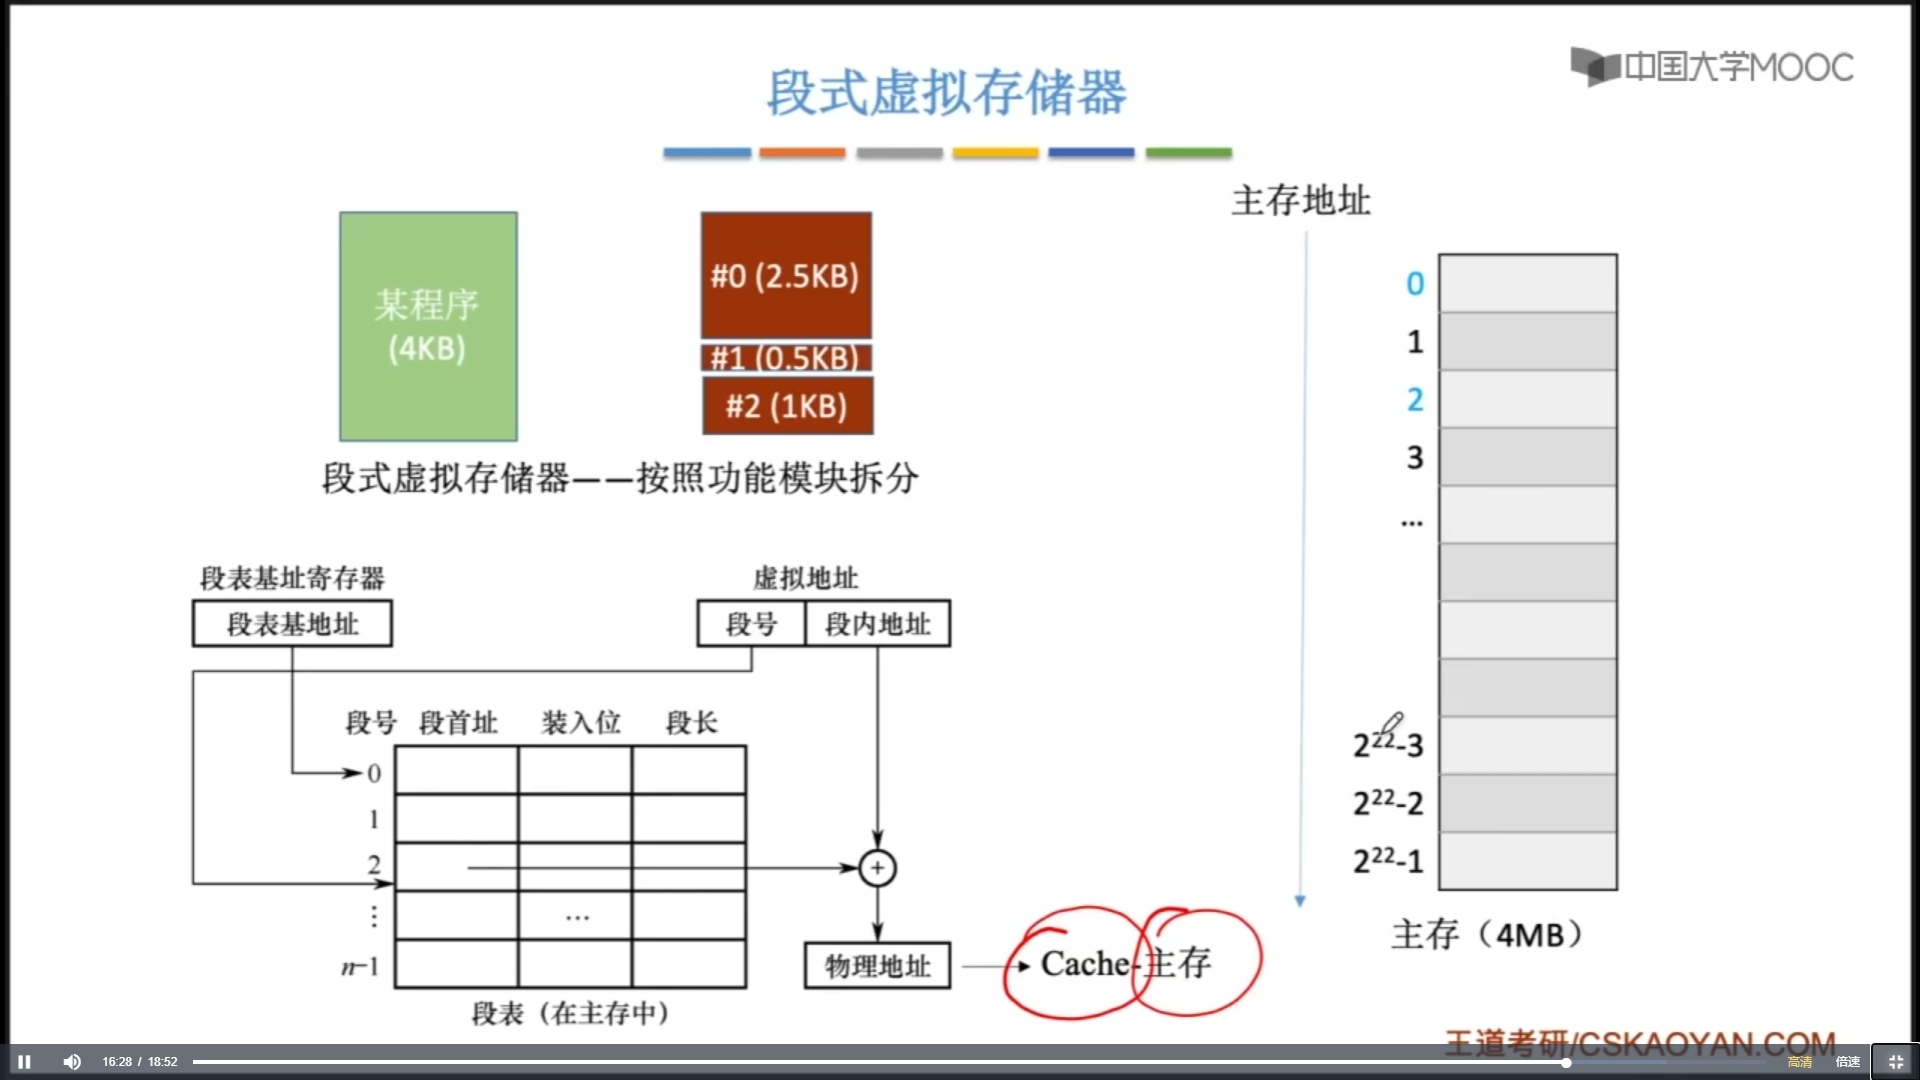 中国大学MOOC
段式虚拟存储器
主存地址
某程序
(4KB)
#0 (2.5KB)
#1 (0.5KB)
#2 (1KB)
段式虚拟存储器——按照功能模块拆分
0
1
2
3
...
2²²-3
2²²-2
2²²-1
主存（4MB）
段表基址寄存器
段表基地址
虚拟地址
段号 段内地址
段号 段首址 装入位 段长
0
1
2
⋮
...
n-1
段表（在主存中）
+
物理地址
Cache-主存
王道考研/CSKAOYAN.COM
16:28 / 18:52
高清 倍速